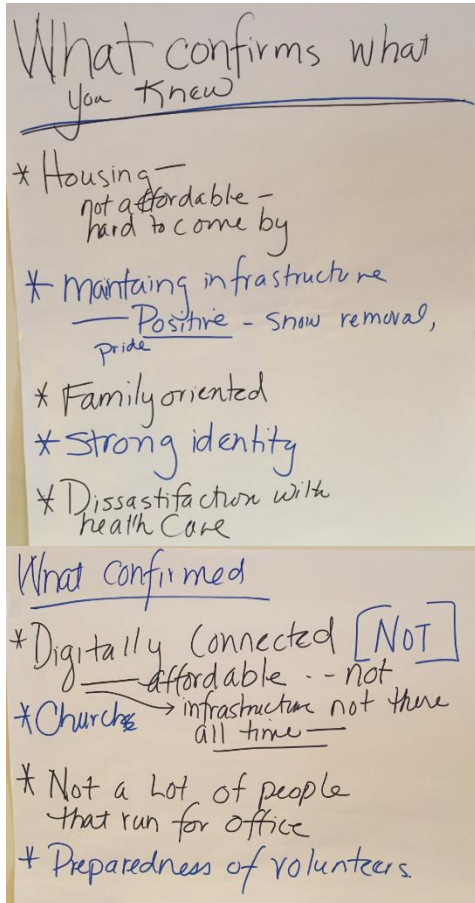 What confirms what
you Knew
* Housing —
not affordable —
hard to come by
* mantaing infrastructure
— Positive - snow removal,
pride
* Family oriented
* Strong identity
* Dissastifaction with
health Care
What confirmed
* Digitally Connected [NOT]
— affordable -- not
* Churchs → infrastructure not there
all time —
* Not a Lot of people
that run for office
* Preparedness of volunteers.